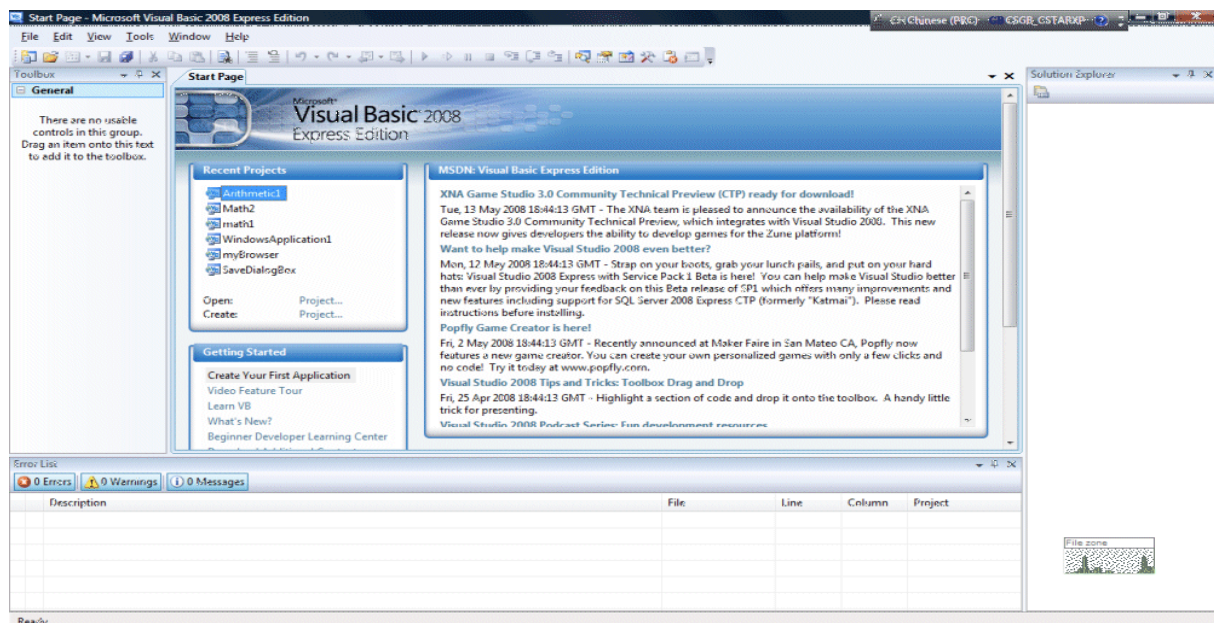 Start Page - Microsoft Visual Basic 2008 Express Edition
Chinese (PRC)
File Edit View Tools Window Help
Toolbox
General
There are no usable
controls in this group.
Drag an item onto this text
to add it to the toolbox.
Start Page
Microsoft
Visual Basic 2008
Express Edition
Recent Projects
Arithmetic1
Math2
math1
WindowsApplication1
myBrowser
SaveDialogBox
Open: Project...
Create: Project...
Getting Started
Create Your First Application
Video Feature Tour
Learn VB
What's New?
Beginner Developer Learning Center
MSDN: Visual Basic Express Edition
XNA Game Studio 3.0 Community Technical Preview (CTP) ready for download!
Tue, 13 May 2008 18:44:13 GMT - The XNA team is pleased to announce the availability of the XNA
Game Studio 3.0 Community Technical Preview, which integrates with Visual Studio 2008. This new
release now gives developers the ability to develop games for the Zune platform!
Want to help make Visual Studio 2008 even better?
Mon, 12 May 2008 18:44:13 GMT - Strap on your boots, grab your lunch pails, and put on your hard
hats: Visual Studio 2008 Express with Service Pack 1 Beta is here! You can help make Visual Studio better
than ever by providing your feedback on this Beta release of SP1 which offers many improvements and
new features including support for SQL Server 2008 Express CTP (formerly "Katmai"). Please read
instructions before installing.
Popfly Game Creator is here!
Fri, 2 May 2008 18:44:13 GMT - Recently announced at Maker Faire in San Mateo CA, Popfly now
features a new game creator. You can create your own personalized games with only a few clicks and
no code! Try it today at www.popfly.com.
Visual Studio 2008 Tips and Tricks: Toolbox Drag and Drop
Fri, 25 Apr 2008 18:44:13 GMT - Highlight a section of code and drop it onto the toolbox. A handy little
trick for presenting.
Visual Studio 2008 Podcast Series: Fun development resources
Solution Explorer
Error List
0 Errors 0 Warnings 0 Messages
Description File Line Column Project
File zone
Ready